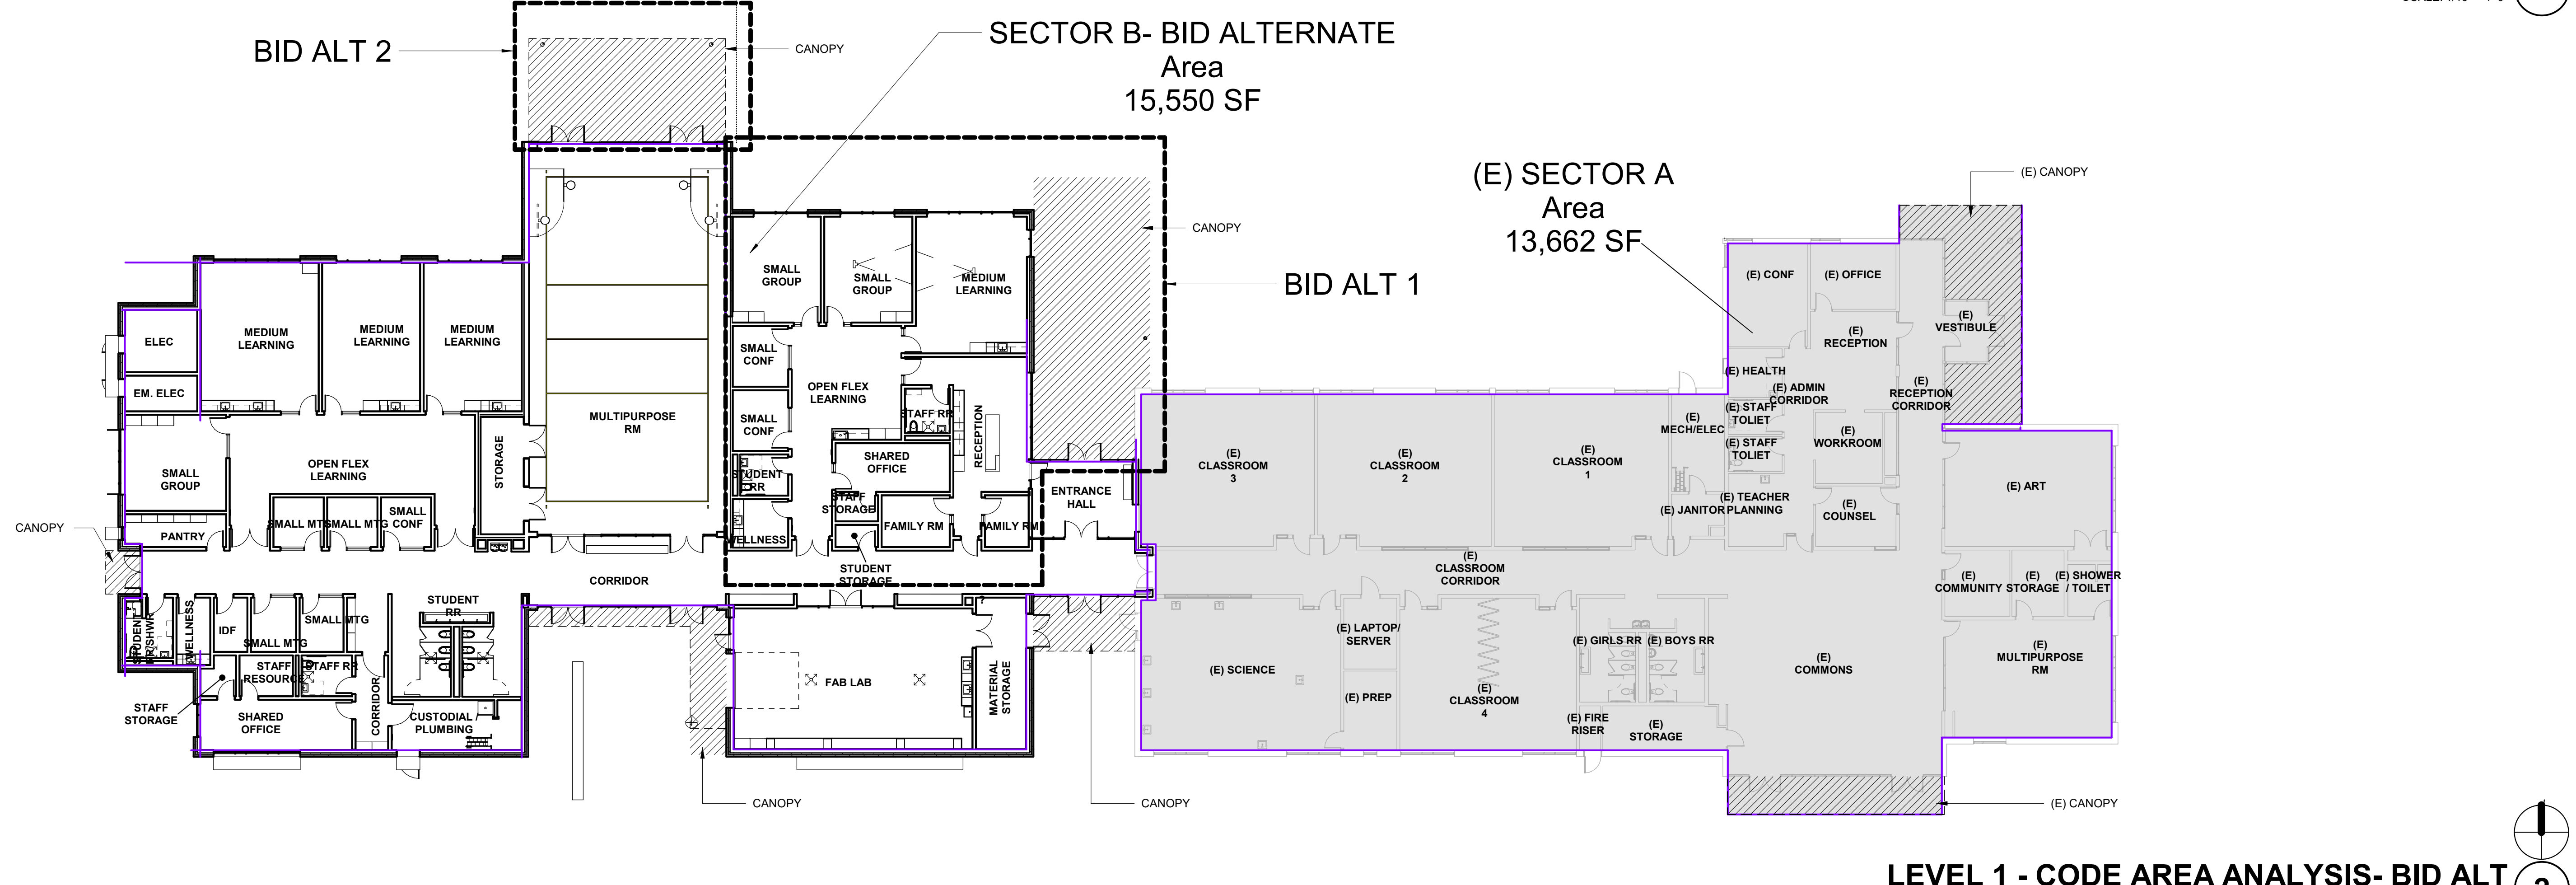 BID ALT 2
CANOPY
SECTOR B- BID ALTERNATE
Area
15,550 SF
(E) SECTOR A
Area
13,662 SF
(E) CANOPY
CANOPY
BID ALT 1
SMALL
GROUP
SMALL
GROUP
MEDIUM
LEARNING
(E) CONF
(E) OFFICE
(E)
VESTIBULE
ELEC
MEDIUM
LEARNING
MEDIUM
LEARNING
MEDIUM
LEARNING
SMALL
CONF
(E)
RECEPTION
EM. ELEC
OPEN FLEX
LEARNING
(E) HEALTH
(E) ADMIN
CORRIDOR
(E)
RECEPTION
CORRIDOR
MULTIPURPOSE
RM
SMALL
CONF
STAFF RR
RECEPTION
(E)
MECH/ELEC
(E) STAFF
TOLIET
(E) STAFF
TOLIET
(E)
WORKROOM
SMALL
GROUP
OPEN FLEX
LEARNING
STORAGE
STUDENT
RR
SHARED
OFFICE
(E)
CLASSROOM
3
(E)
CLASSROOM
2
(E)
CLASSROOM
1
(E) ART
ENTRANCE
HALL
STAFF
STORAGE
(E) TEACHER
PLANNING
(E) JANITOR
(E)
COUNSEL
CANOPY
PANTRY
SMALL MTG
SMALL MTG
SMALL
CONF
WELLNESS
FAMILY RM
FAMILY RM
STUDENT
STORAGE
CORRIDOR
(E)
CLASSROOM
CORRIDOR
(E)
COMMUNITY
(E)
STORAGE
(E) SHOWER
/ TOILET
STUDENT
RR/SHWR
WELLNESS
IDF
SMALL MTG
SMALL MTG
STUDENT
RR
?
(E) LAPTOP/
SERVER
(E) GIRLS RR
(E) BOYS RR
(E)
COMMONS
(E)
MULTIPURPOSE
RM
STAFF
RESOURCE
STAFF RR
FAB LAB
MATERIAL
STORAGE
(E) SCIENCE
(E) PREP
(E)
CLASSROOM
4
STAFF
STORAGE
SHARED
OFFICE
CORRIDOR
CUSTODIAL /
PLUMBING
(E) FIRE
RISER
(E)
STORAGE
CANOPY
CANOPY
(E) CANOPY
LEVEL 1 - CODE AREA ANALYSIS- BID ALT